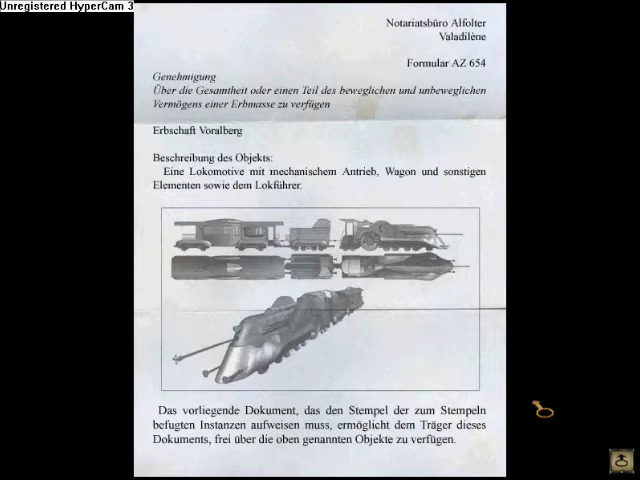 Unregistered HyperCam 3
Notariatsbüro Alfolter
Valadilène
Formular AZ 654
Genehmigung
Über die Gesamtheit oder einen Teil des beweglichen und unbeweglichen
Vermögens einer Erbmasse zu verfügen
Erbschaft Voralberg
Beschreibung des Objekts:
Eine Lokomotive mit mechanischem Antrieb, Wagon und sonstigen
Elementen sowie dem Lokführer.
Das vorliegende Dokument, das den Stempel der zum Stempeln
befugten Instanzen aufweisen muss, ermöglicht dem Träger dieses
Dokuments, frei über die oben genannten Objekte zu verfügen.